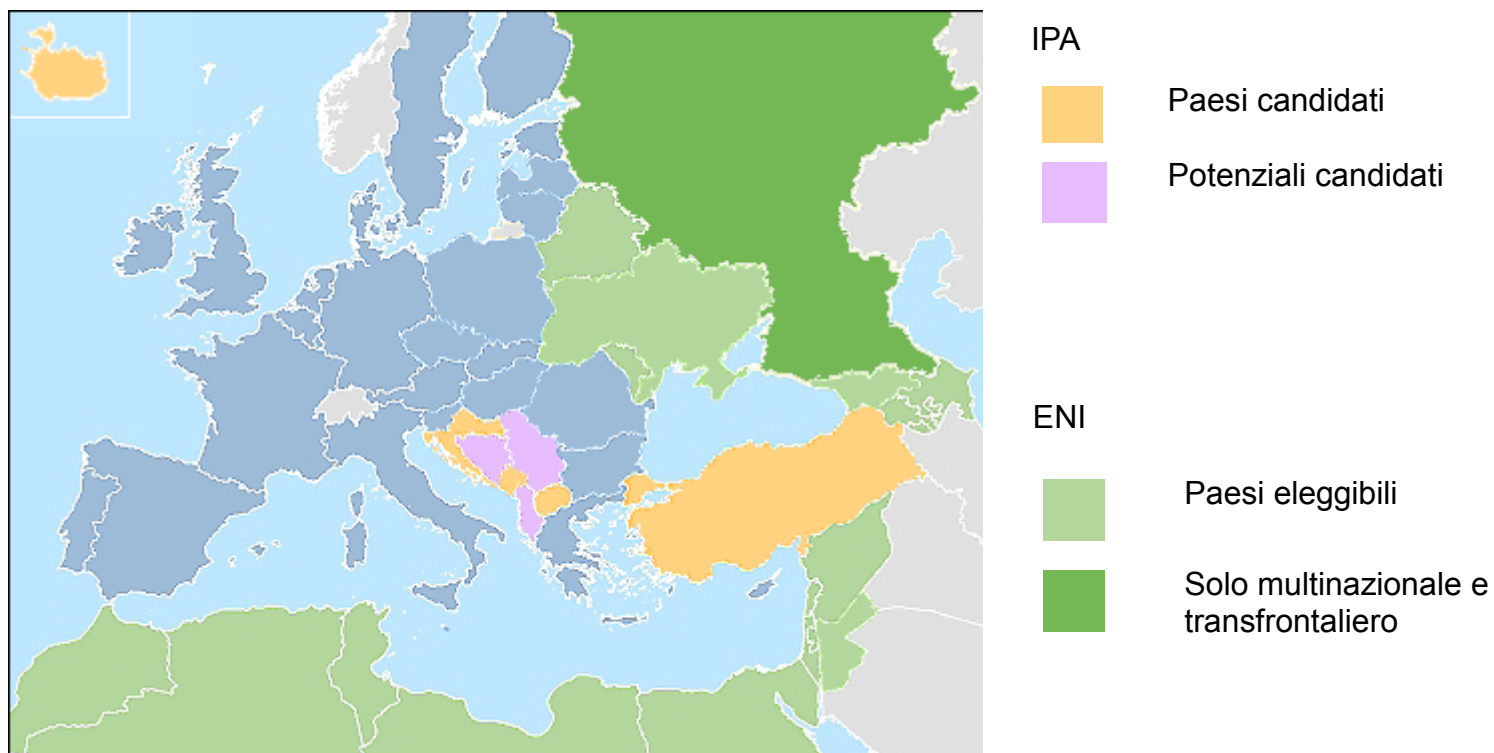 IPA
Paesi candidati
Potenziali candidati
ENI
Paesi eleggibili
Solo multinazionale e
transfrontaliero